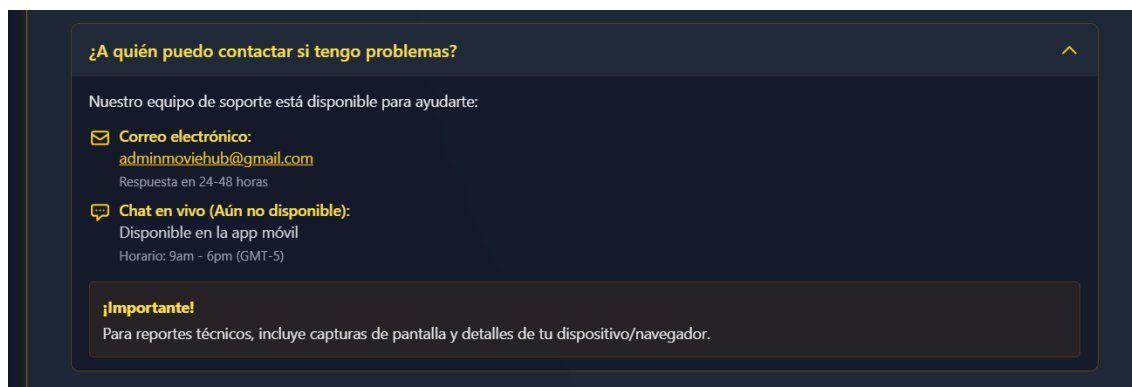 ¿A quién puedo contactar si tengo problemas?
Nuestro equipo de soporte está disponible para ayudarte:
Correo electrónico:
adminmoviehub@gmail.com
Respuesta en 24-48 horas
Chat en vivo (Aún no disponible):
Disponible en la app móvil
Horario: 9am - 6pm (GMT-5)
¡Importante!
Para reportes técnicos, incluye capturas de pantalla y detalles de tu dispositivo/navegador.